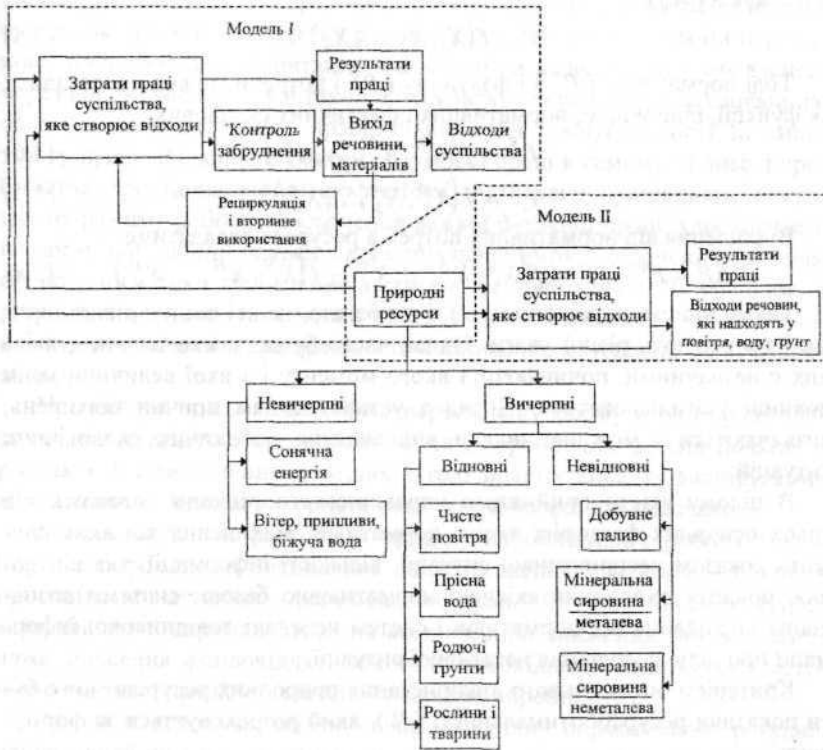 Модель I
Затрати праці
суспільства,
яке створює відходи
Результати
праці
Контроль
забруднення
Вихід
речовини,
матеріалів
Відходи
суспільства
Рециркуляція
і вторинне
використання
Модель II
Природні
ресурси
Затрати праці
суспільства,
яке створює відходи
Результати
праці
Відходи речовин,
які надходять у
повітря, воду, грунт
Невичерпні
Вичерпні
Сонячна
енергія
Вітер, припливи,
біжуча вода
Відновні
Невідновні
Чисте
повітря
Добувне
паливо
Прісна
вода
Мінеральна
сировина
металева
Родючі
грунти
Мінеральна
сировина
неметалева
Рослини,
тварини